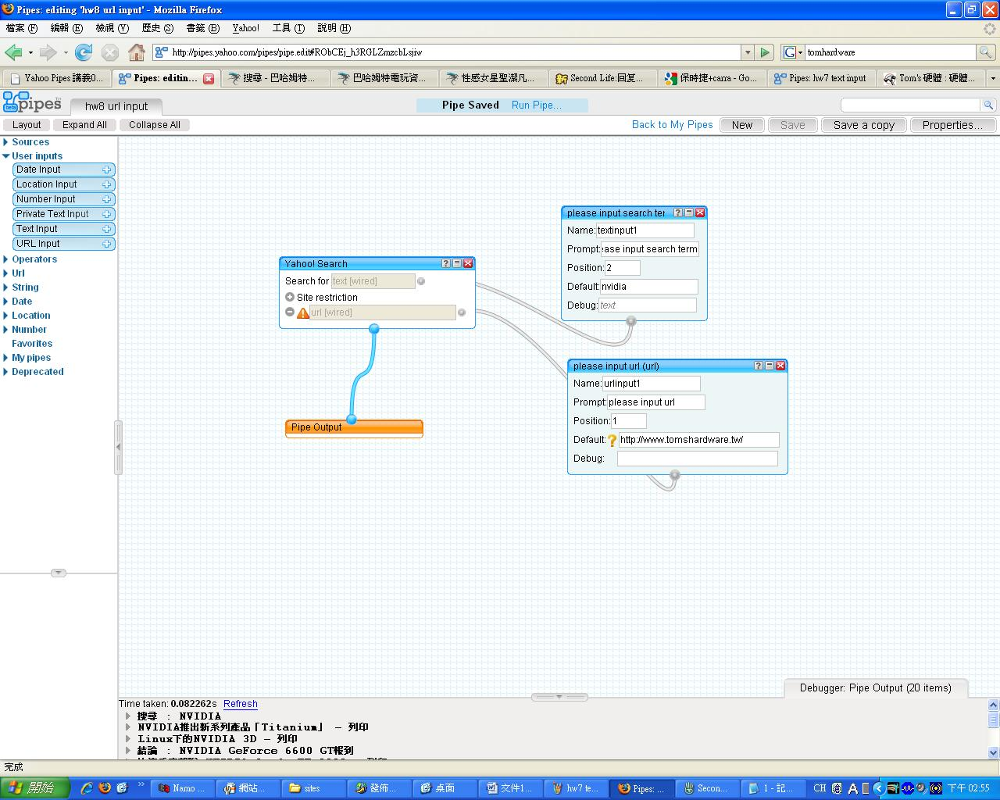 Pipes: editing 'hw8 url input' - Mozilla Firefox
檔案 (F) 編輯 (E) 檢視 (V) 歷史 (S) 書籤 (B) Yahoo! 工具 (T) 說明 (H)
http://pipes.yahoo.com/pipes/pipe.edit#RObCEj_h3RGLZmzcbLsjiw G tomhardware
Yahoo Pipes 講義0... Pipes: editin... 搜尋 - 巴哈姆特... 巴哈姆特電玩資... 性感女星聖潔凡... Second Life:回复... 保時捷+carra - Go... Pipes: hw7 text input Tom's 硬體 : 硬體...
beta pipes hw8 url input Pipe Saved Run Pipe...
Layout Expand All Collapse All Back to My Pipes New Save Save a copy Properties...
Sources
User inputs
Date Input
Location Input
Number Input
Private Text Input
Text Input
URL Input
Operators
Url
String
Date
Location
Number
Favorites
My pipes
Deprecated
Yahoo! Search
Search for text [wired]
Site restriction
url [wired]
Pipe Output
please input search ter
Name: textinput1
Prompt: ease input search term
Position: 2
Default: nvidia
Debug: text
please input url (url)
Name: urlinput1
Prompt: please input url
Position: 1
Default: http://www.tomshardware.tw/
Debug:
Debugger: Pipe Output (20 items)
Time taken: 0.082262s Refresh
搜尋 : NVIDIA
NVIDIA推出新系列產品「Titanium」 - 列印
Linux下的NVIDIA 3D - 列印
結論 : NVIDIA GeForce 6600 GT報到
完成
開始 Namo ... 網站... sites 發佈... 桌面 文件1... hw7 te... Pipes: ... Secon... 1 - 記... CH 下午 02:55